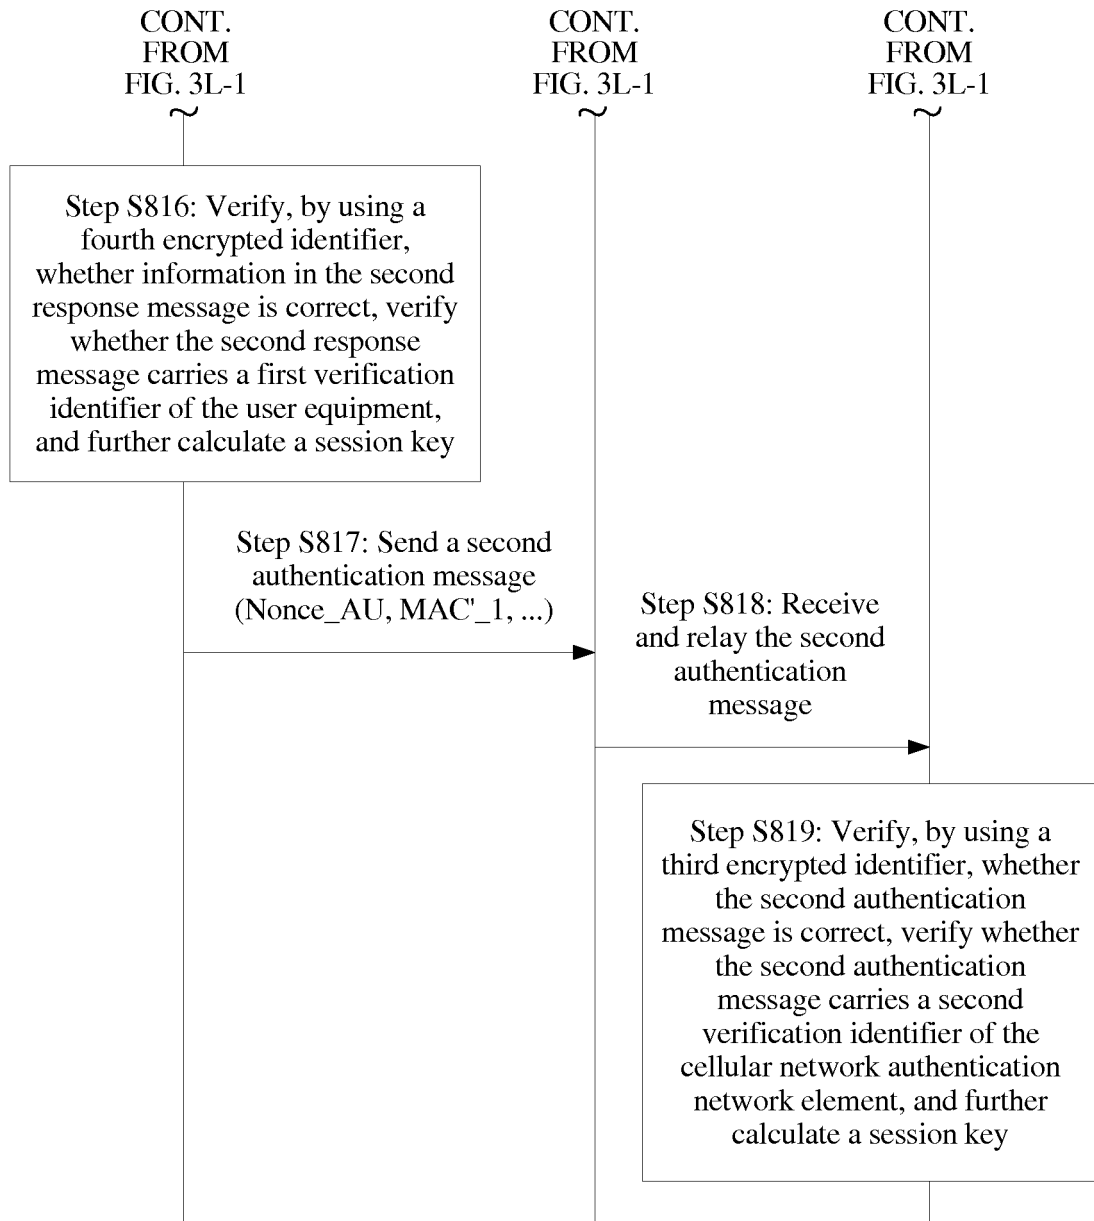 CONT.
FROM
FIG. 3L-1
CONT.
FROM
FIG. 3L-1
CONT.
FROM
FIG. 3L-1
Step S816: Verify, by using a
fourth encrypted identifier,
whether information in the second
response message is correct, verify
whether the second response
message carries a first verification
identifier of the user equipment,
and further calculate a session key
Step S817: Send a second
authentication message
(Nonce_AU, MAC'_1, ...)
Step S818: Receive
and relay the second
authentication
message
Step S819: Verify, by using a
third encrypted identifier, whether
the second authentication
message is correct, verify whether
the second authentication
message carries a second
verification identifier of the
cellular network authentication
network element, and further
calculate a session key